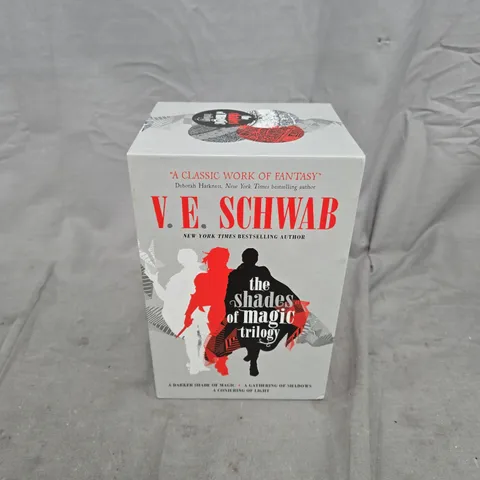 "A CLASSIC WORK OF FANTASY"
Deborah Harkness, New York Times bestselling author
V. E. SCHWAB
NEW YORK TIMES BESTSELLING AUTHOR
the
shades
of magic
trilogy
A DARKER SHADE OF MAGIC • A GATHERING OF SHADOWS
A CONJURING OF LIGHT